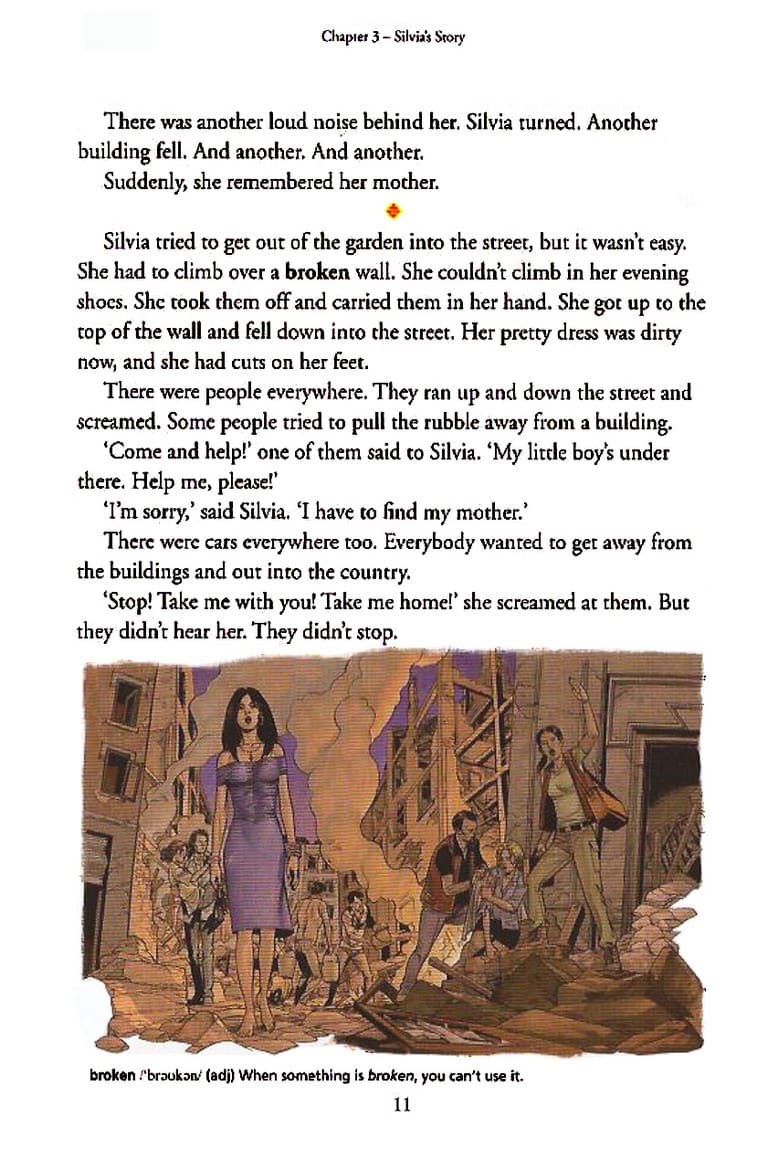 Chapter 3 – Silvia's Story
There was another loud noise behind her. Silvia turned. Another
building fell. And another. And another.
Suddenly, she remembered her mother.
Silvia tried to get out of the garden into the street, but it wasn't easy.
She had to climb over a broken wall. She couldn't climb in her evening
shoes. She took them off and carried them in her hand. She got up to the
top of the wall and fell down into the street. Her pretty dress was dirty
now, and she had cuts on her feet.
There were people everywhere. They ran up and down the street and
screamed. Some people tried to pull the rubble away from a building.
‘Come and help!’ one of them said to Silvia. ‘My little boy's under
there. Help me, please!’
‘I'm sorry,’ said Silvia. ‘I have to find my mother.’
There were cars everywhere too. Everybody wanted to get away from
the buildings and out into the country.
‘Stop! Take me with you! Take me home!’ she screamed at them. But
they didn't hear her. They didn't stop.
broken /ˈbrəʊkən/ (adj) When something is broken, you can't use it.
11